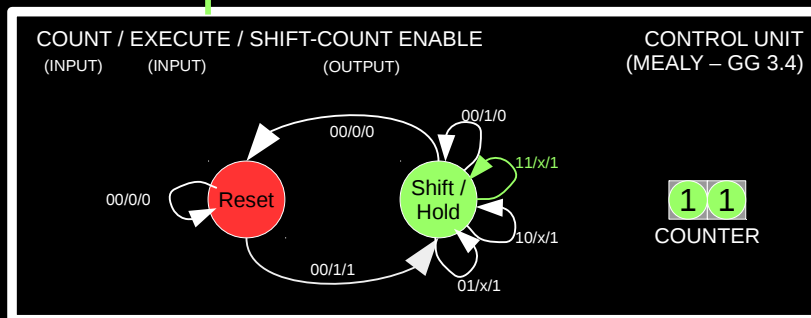 COUNT / EXECUTE / SHIFT-COUNT ENABLE
(INPUT) (INPUT) (OUTPUT)
CONTROL UNIT
(MEALY – GG 3.4)
00/0/0
00/1/0
11/x/1
00/0/0
Reset
Shift /
Hold
1 1
COUNTER
10/x/1
00/1/1
01/x/1